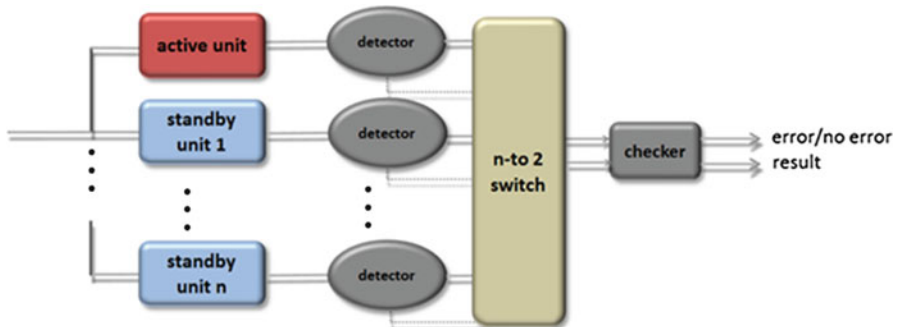 active unit
detector
standby
unit 1
detector
n-to 2
switch
checker
error/no error
result
standby
unit n
detector